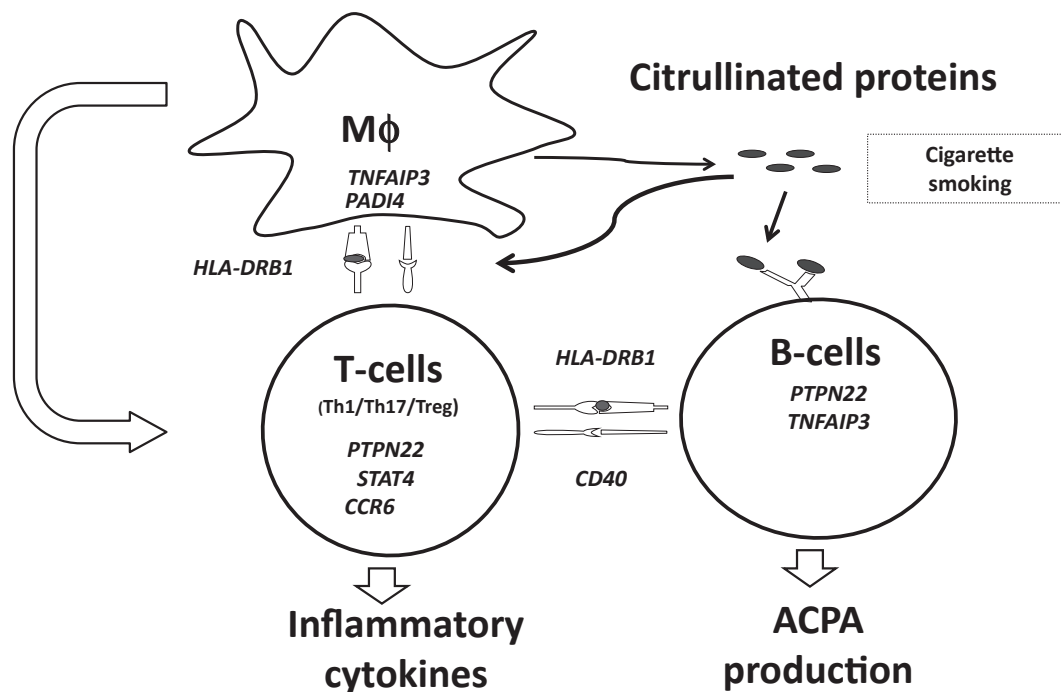 Citrullinated proteins
Mϕ
TNFAIP3
PADI4
Cigarette
smoking
HLA-DRB1
T-cells
(Th1/Th17/Treg)
PTPN22
STAT4
CCR6
HLA-DRB1
CD40
B-cells
PTPN22
TNFAIP3
Inflammatory
cytokines
ACPA
production